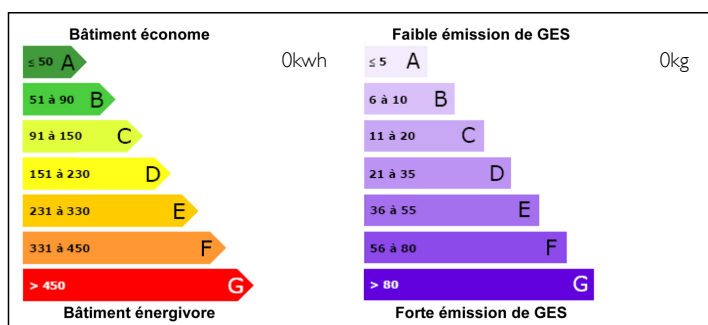 Bâtiment économe
≤ 50 A 0kwh
51 à 90 B
91 à 150 C
151 à 230 D
231 à 330 E
331 à 450 F
> 450 G
Bâtiment énergivore
Faible émission de GES
≤ 5 A 0kg
6 à 10 B
11 à 20 C
21 à 35 D
36 à 55 E
56 à 80 F
> 80 G
Forte émission de GES